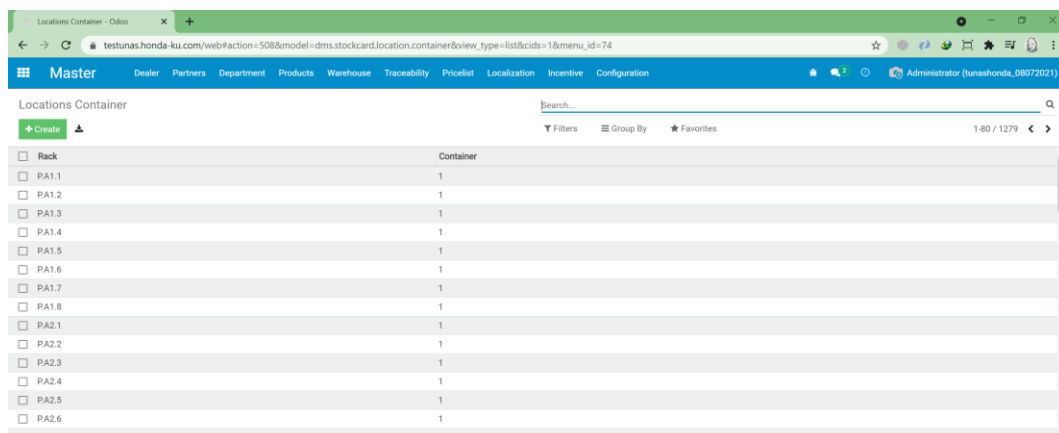 Locations Container - Odoo
testunas.honda-ku.com/web#action=508&model=dms.stockcard.location.container&view_type=list&cids=1&menu_id=74
Master Dealer Partners Department Products Warehouse Traceability Pricelist Localization Incentive Configuration 2 Administrator (tunashonda_08072021)
Locations Container Search...
+ Create Filters Group By Favorites 1-80 / 1279
Rack Container
P.A1.1 1
P.A1.2 1
P.A1.3 1
P.A1.4 1
P.A1.5 1
P.A1.6 1
P.A1.7 1
P.A1.8 1
P.A2.1 1
P.A2.2 1
P.A2.3 1
P.A2.4 1
P.A2.5 1
P.A2.6 1